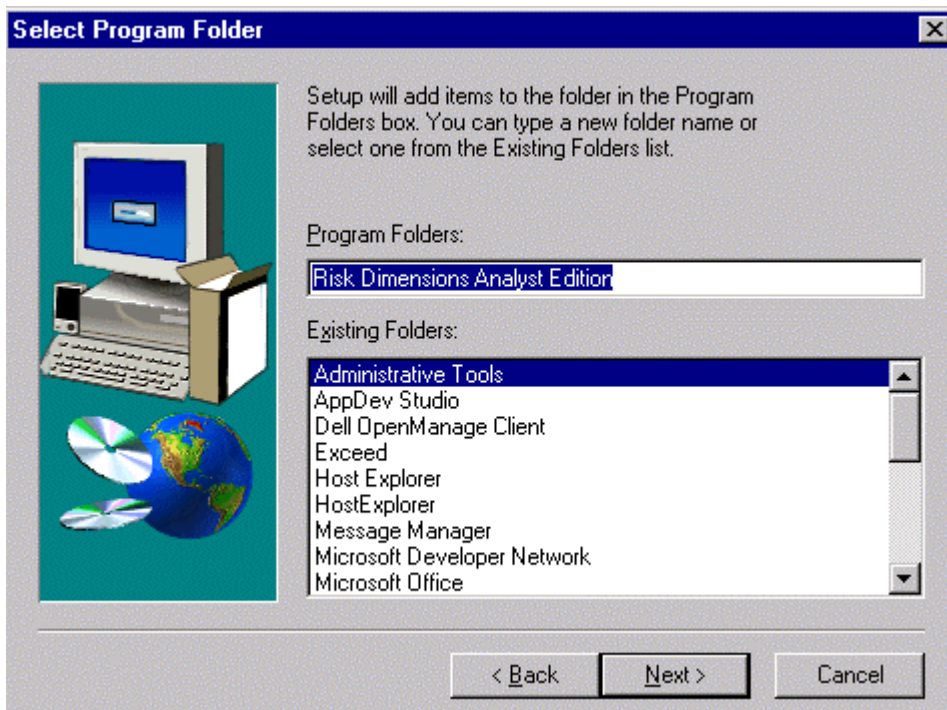 Select Program Folder
Setup will add items to the folder in the Program
Folders box. You can type a new folder name or
select one from the Existing Folders list.
Program Folders:
Risk Dimensions Analyst Edition
Existing Folders:
Administrative Tools
AppDev Studio
Dell OpenManage Client
Exceed
Host Explorer
HostExplorer
Message Manager
Microsoft Developer Network
Microsoft Office
< Back
Next >
Cancel